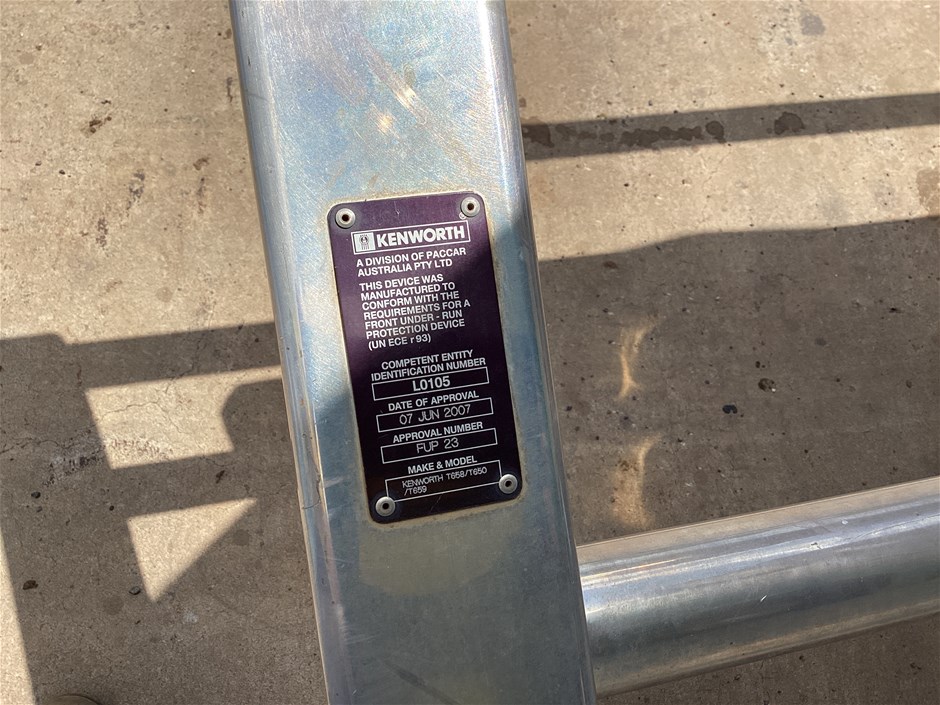 KENWORTH
A DIVISION OF PACCAR
AUSTRALIA PTY LTD
THIS DEVICE WAS
MANUFACTURED TO
CONFORM WITH THE
REQUIREMENTS FOR A
FRONT UNDER - RUN
PROTECTION DEVICE
(UN ECE r 93)
COMPETENT ENTITY
IDENTIFICATION NUMBER
L0105
DATE OF APPROVAL
07 JUN 2007
APPROVAL NUMBER
FUP 23
MAKE & MODEL
KENWORTH T658/T650
/T659